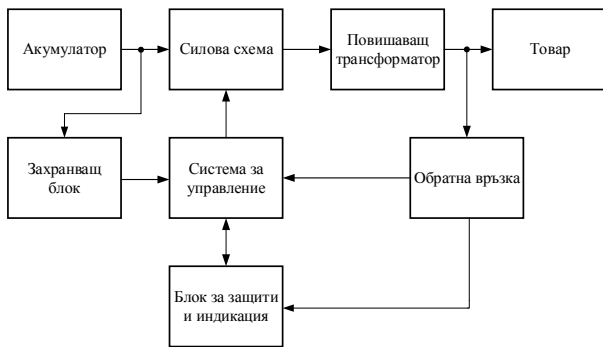 Акумулатор
Силова схема
Повишаващ
трансформатор
Товар
Захранващ
блок
Система за
управление
Обратна връзка
Блок за защити
и индикация